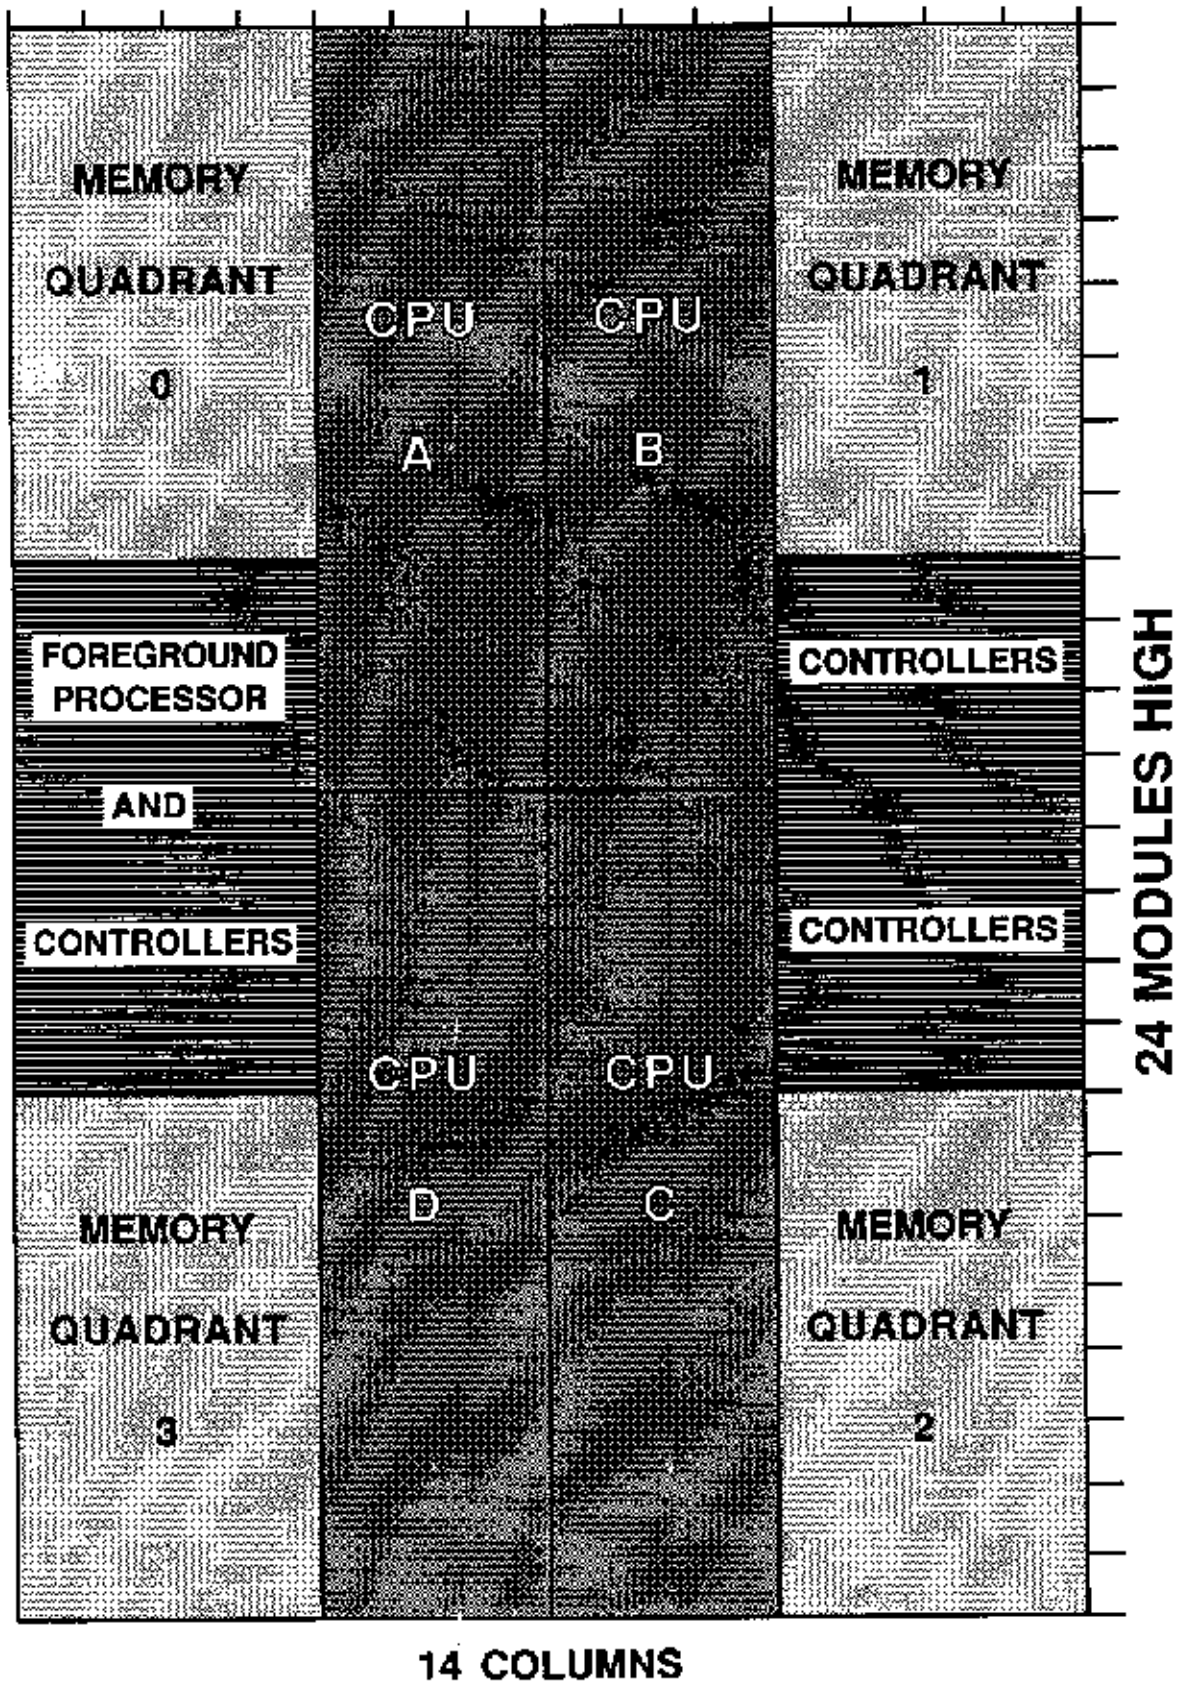 MEMORY
QUADRANT
0
CPU
A
CPU
B
MEMORY
QUADRANT
1
FOREGROUND
PROCESSOR
AND
CONTROLLERS
CONTROLLERS
CONTROLLERS
24 MODULES HIGH
CPU
D
CPU
C
MEMORY
QUADRANT
3
MEMORY
QUADRANT
2
14 COLUMNS